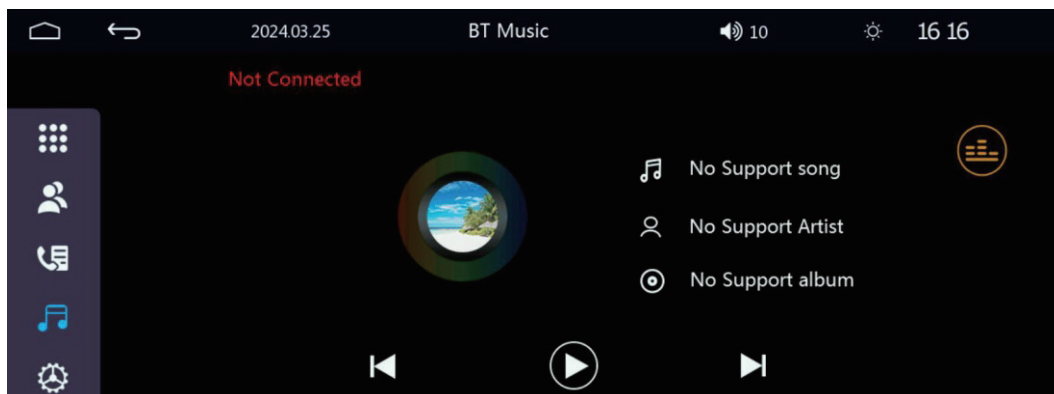 2024.03.25 BT Music 10 16 16
Not Connected
No Support song
No Support Artist
No Support album